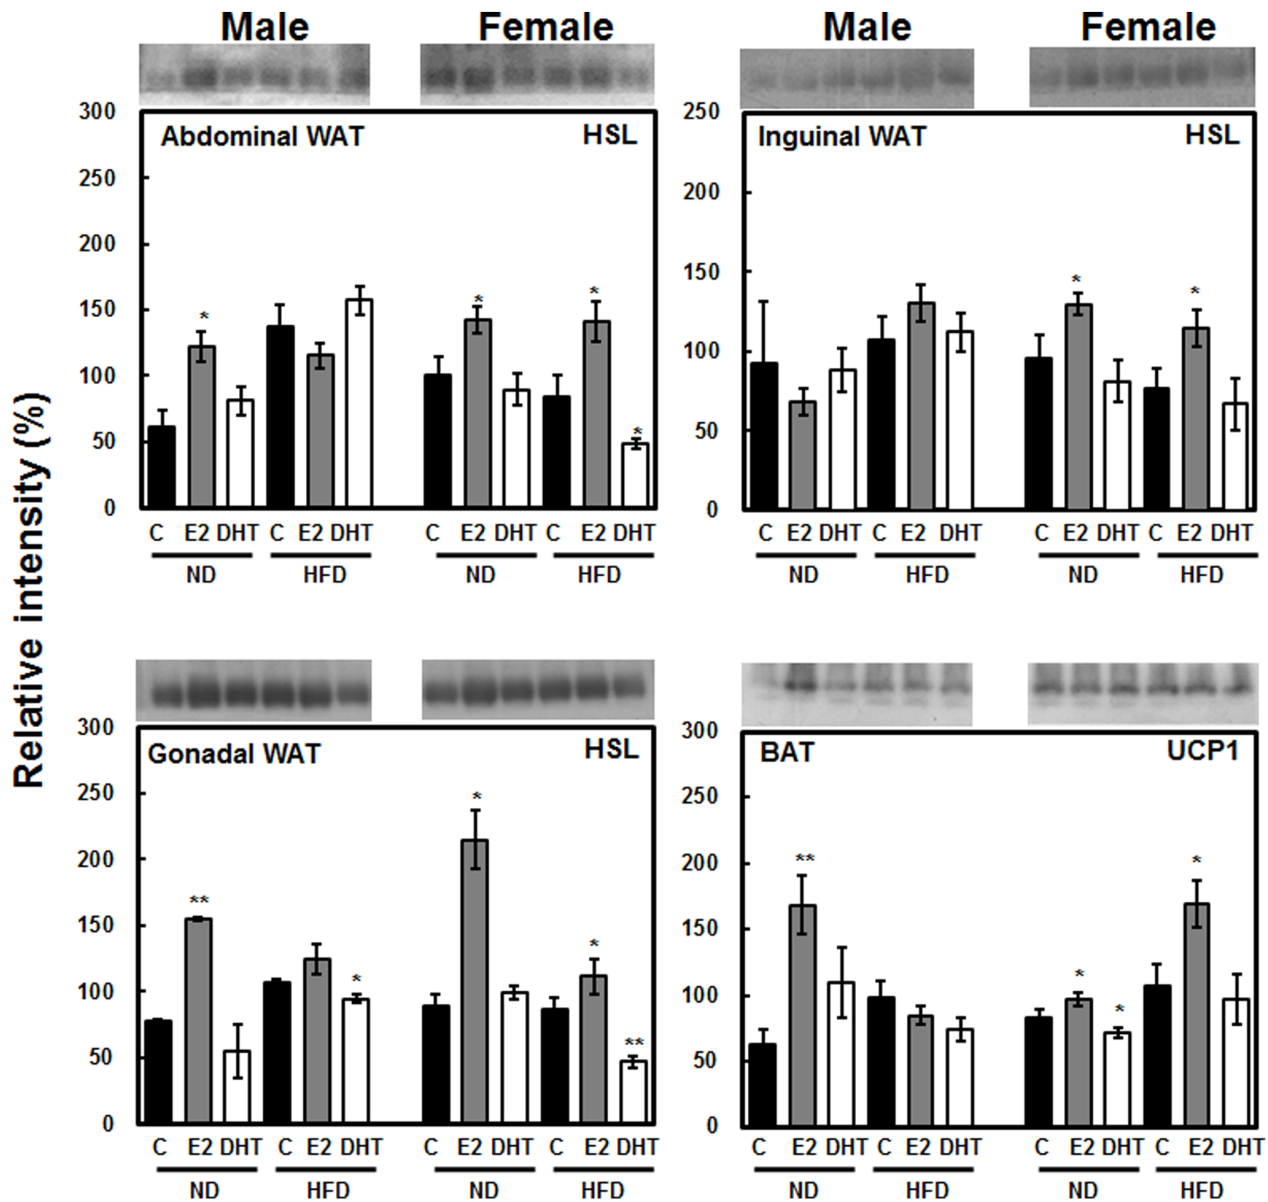 Male Female Male Female
Relative intensity (%)
Abdominal WAT HSL
300
250
200
150
100
50
0
* * * *
C E2 DHT C E2 DHT C E2 DHT C E2 DHT
ND HFD ND HFD
Inguinal WAT HSL
250
200
150
100
50
0
* *
C E2 DHT C E2 DHT C E2 DHT C E2 DHT
ND HFD ND HFD
Gonadal WAT HSL
300
250
200
150
100
50
0
** * * * **
C E2 DHT C E2 DHT C E2 DHT C E2 DHT
ND HFD ND HFD
BAT UCP1
300
250
200
150
100
50
0
** * * *
C E2 DHT C E2 DHT C E2 DHT C E2 DHT
ND HFD ND HFD